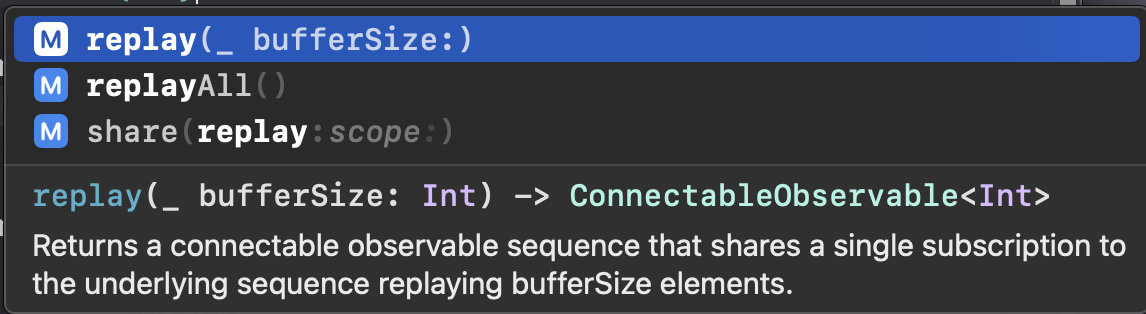 M replay(_ bufferSize:)
M replayAll()
M share(replay:scope:)
replay(_ bufferSize: Int) -> ConnectableObservable<Int>
Returns a connectable observable sequence that shares a single subscription to
the underlying sequence replaying bufferSize elements.